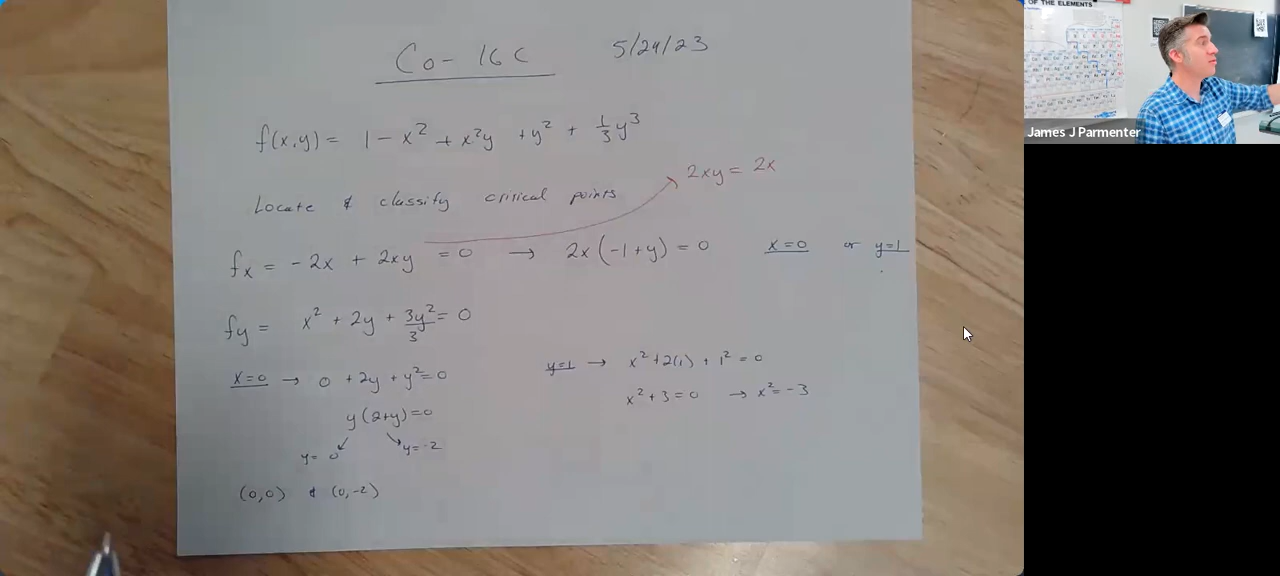 Co-16C 5/24/23
f(x,y) = 1 - x² + x²y + y² + 1/3 y³
Locate & classify critical points
2xy = 2x
fx = -2x + 2xy = 0 → 2x(-1+y) = 0 x=0 or y=1
fy = x² + 2y + 3y²/3 = 0
x=0 → 0 + 2y + y² = 0
y(2+y)=0
y= 0 y=-2
(0,0) & (0,-2)
y=1 → x² + 2(1) + 1² = 0
x² + 3 = 0 → x² = -3
OF THE ELEMENTS
James J Parmenter